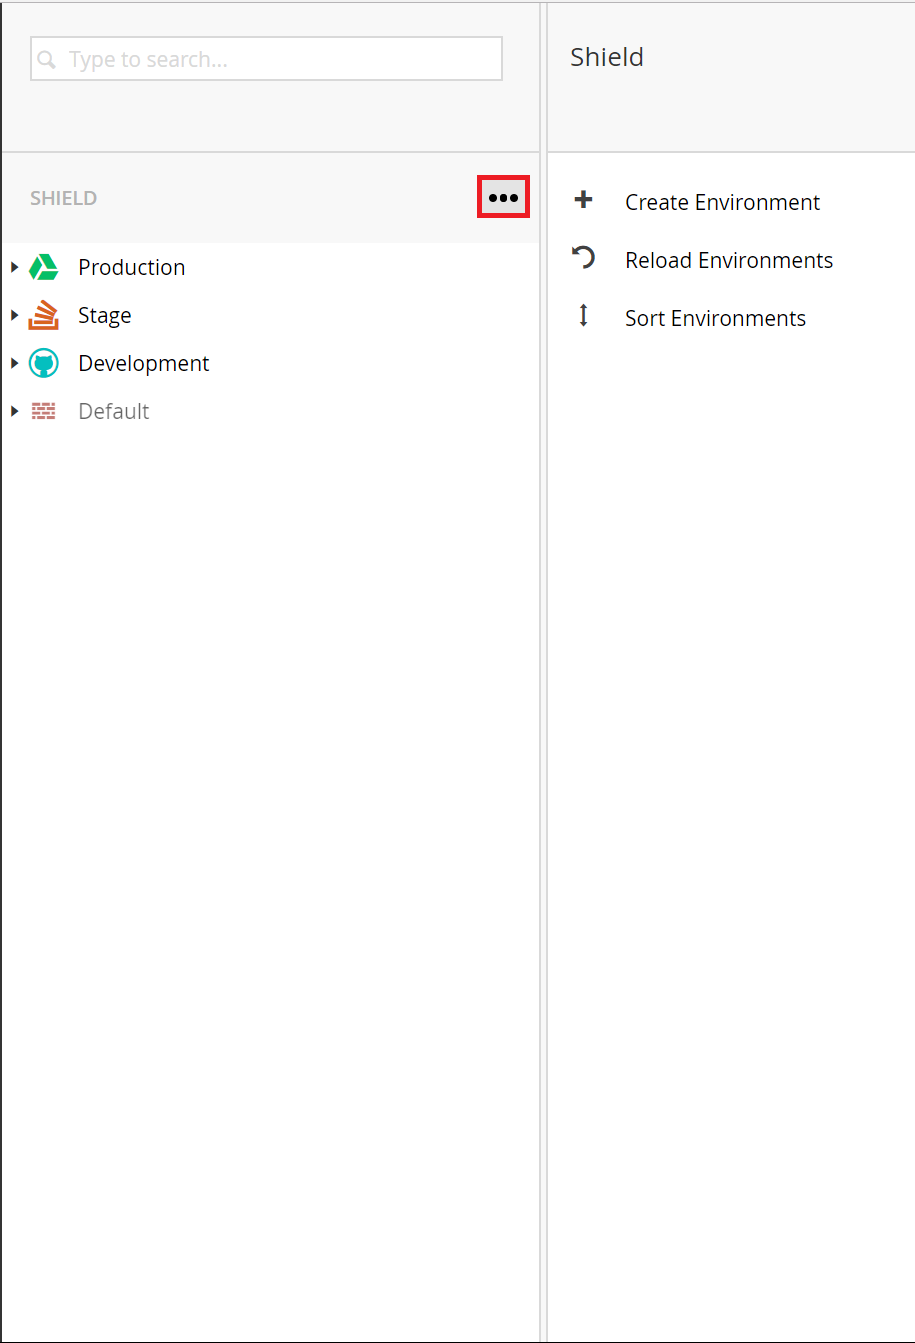 Type to search...
SHIELD
Production
Stage
Development
Default
Shield
Create Environment
Reload Environments
Sort Environments